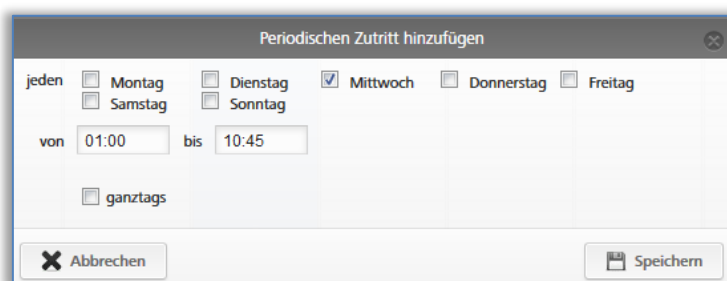 Periodischen Zutritt hinzufügen
jeden Montag Dienstag Mittwoch Donnerstag Freitag
Samstag Sonntag
von 01:00 bis 10:45
ganztags
Abbrechen Speichern